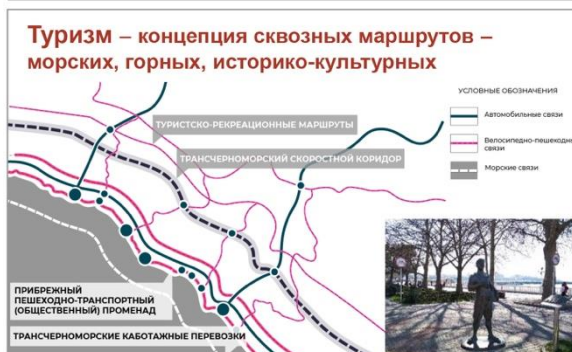 Туризм – концепция сквозных маршрутов –
морских, горных, историко-культурных
УСЛОВНЫЕ ОБОЗНАЧЕНИЯ
Автомобильные связи
Велосипедно-пешеходные
связи
Морские связи
ТУРИСТСКО-РЕКРЕАЦИОННЫЕ МАРШРУТЫ
ТРАНСЧЕРНОМОРСКИЙ СКОРОСТНОЙ КОРИДОР
ПРИБРЕЖНЫЙ
ПЕШЕХОДНО-ТРАНСПОРТНЫЙ
(ОБЩЕСТВЕННЫЙ) ПРОМЕНАД
ТРАНСЧЕРНОМОРСКИЕ КАБОТАЖНЫЕ ПЕРЕВОЗКИ